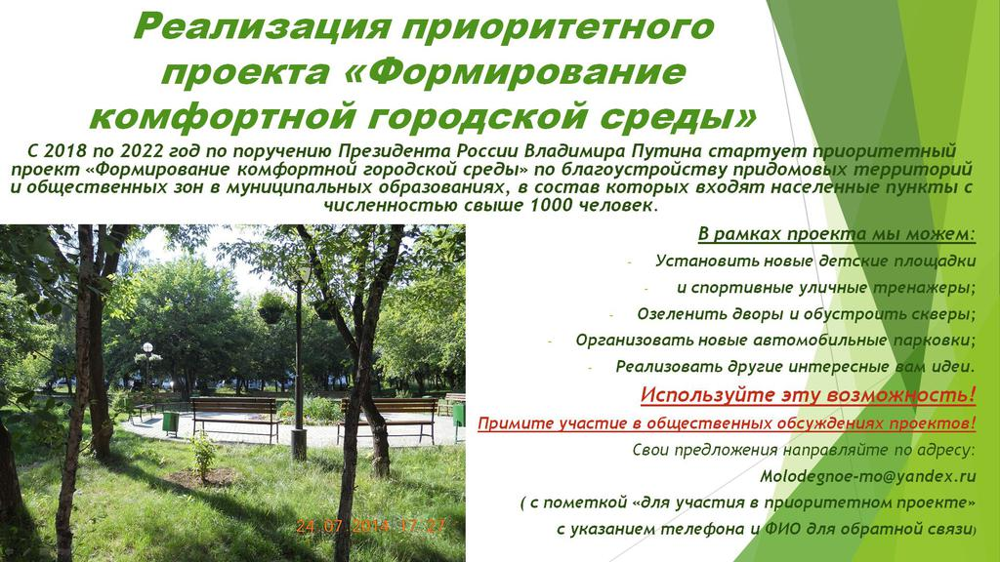 Реализация приоритетного
проекта «Формирование
комфортной городской среды»
С 2018 по 2022 год по поручению Президента России Владимира Путина стартует приоритетный
проект «Формирование комфортной городской среды» по благоустройству придомовых территорий
и общественных зон в муниципальных образованиях, в состав которых входят населенные пункты с
численностью свыше 1000 человек.
В рамках проекта мы можем:
- Установить новые детские площадки
- и спортивные уличные тренажеры;
- Озеленить дворы и обустроить скверы;
- Организовать новые автомобильные парковки;
- Реализовать другие интересные вам идеи.
Используйте эту возможность!
Примите участие в общественных обсуждениях проектов!
Свои предложения направляйте по адресу:
Molodegnoe-mo@yandex.ru
( с пометкой «для участия в приоритетном проекте»
с указанием телефона и ФИО для обратной связи)
24.07.2014 17:27